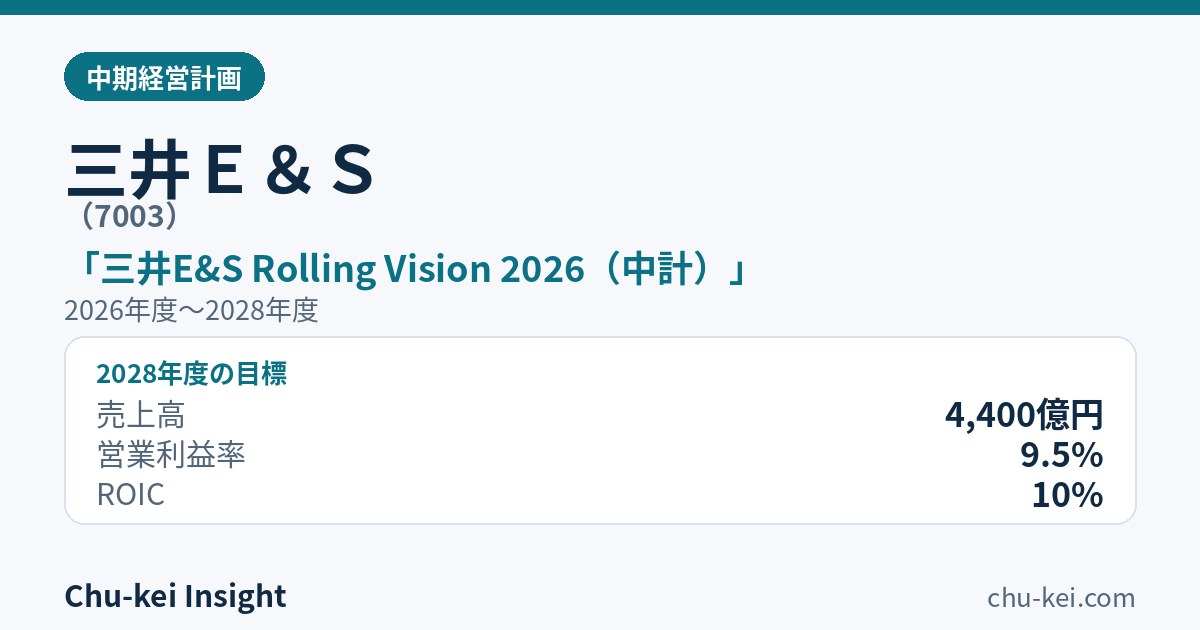 中期経営計画
三井Ｅ＆Ｓ
（7003）
「三井E&S Rolling Vision 2026（中計）」
2026年度～2028年度
2028年度の目標
売上高 4,400億円
営業利益率 9.5%
ROIC 10%
Chu-kei Insight chu-kei.com